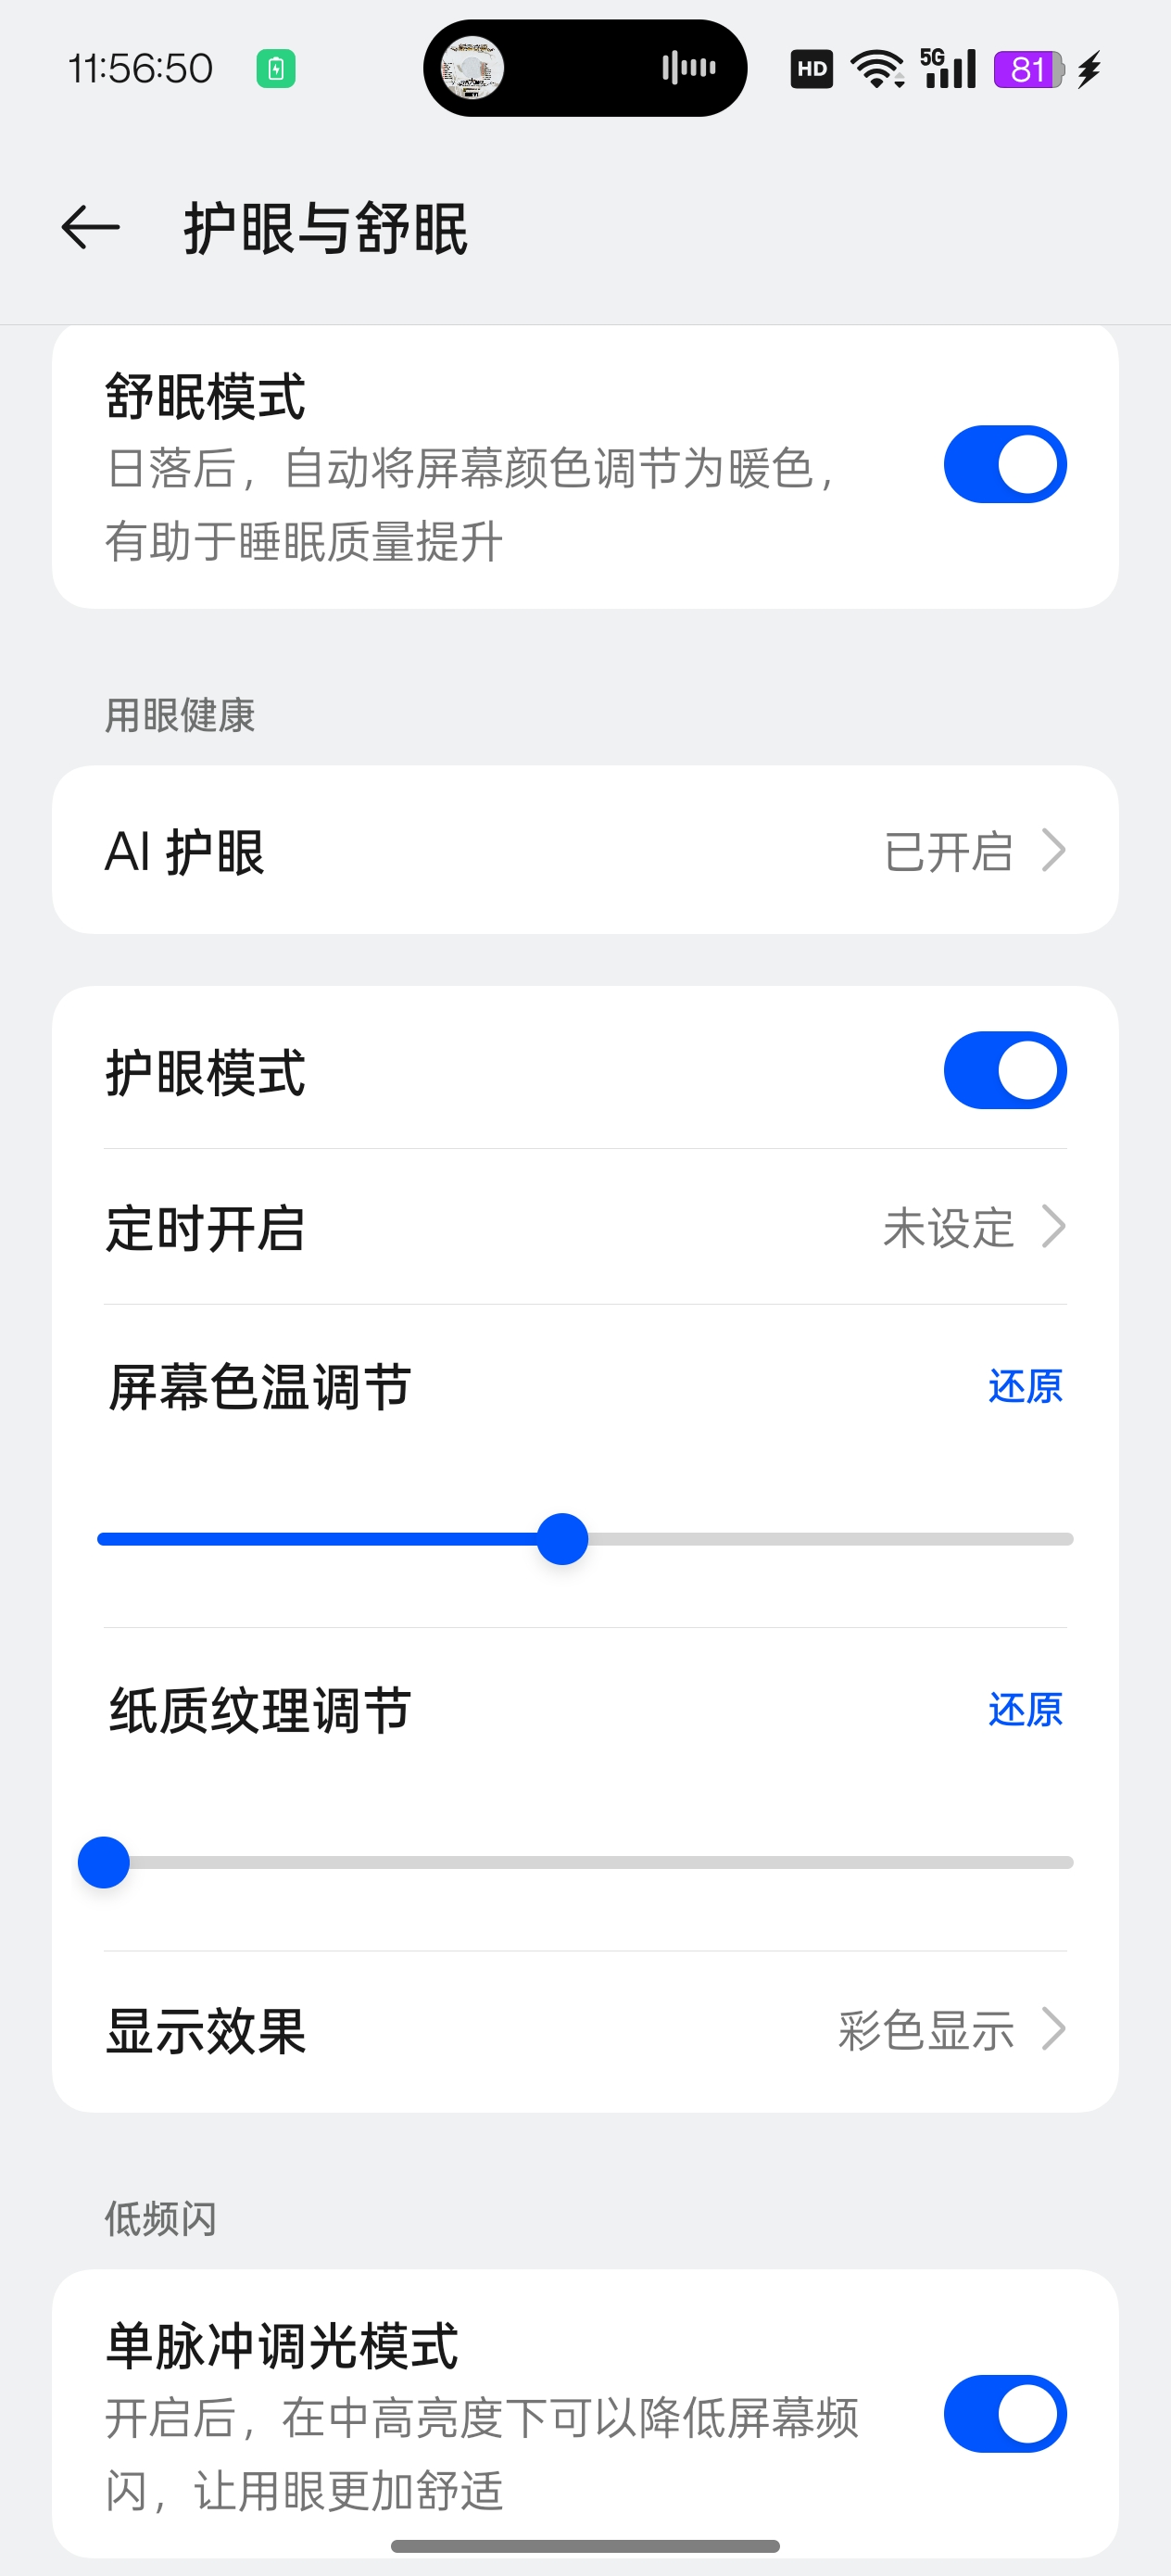 11:56:50
HD 5G 81
护眼与舒眠
舒眠模式
日落后，自动将屏幕颜色调节为暖色，
有助于睡眠质量提升
用眼健康
AI 护眼 已开启
护眼模式
定时开启 未设定
屏幕色温调节 还原
纸质纹理调节 还原
显示效果 彩色显示
低频闪
单脉冲调光模式
开启后，在中高亮度下可以降低屏幕频
闪，让用眼更加舒适